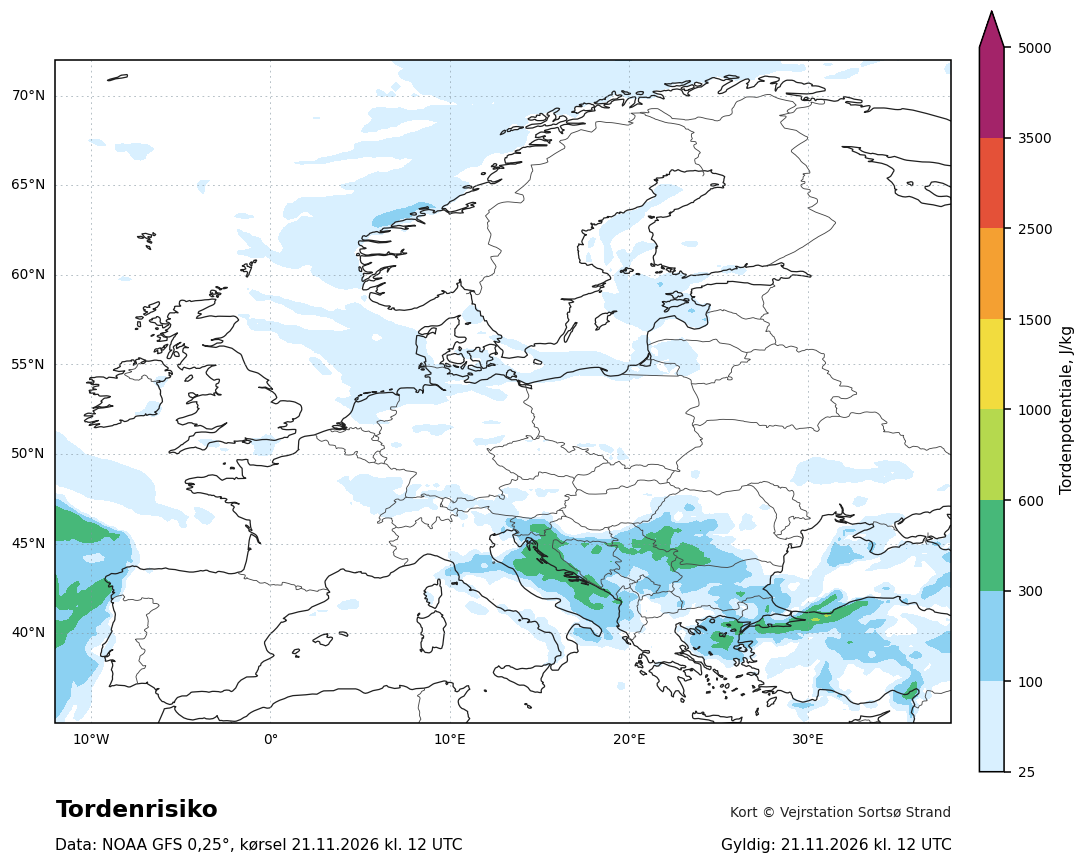 70°N
65°N
60°N
55°N
50°N
45°N
40°N
10°W
0°
10°E
20°E
30°E
5000
3500
2500
1500
1000
600
300
100
25
Tordenpotentiale, J/kg
Tordenrisiko
Kort © Vejrstation Sortsø Strand
Data: NOAA GFS 0,25°, kørsel 21.11.2026 kl. 12 UTC
Gyldig: 21.11.2026 kl. 12 UTC